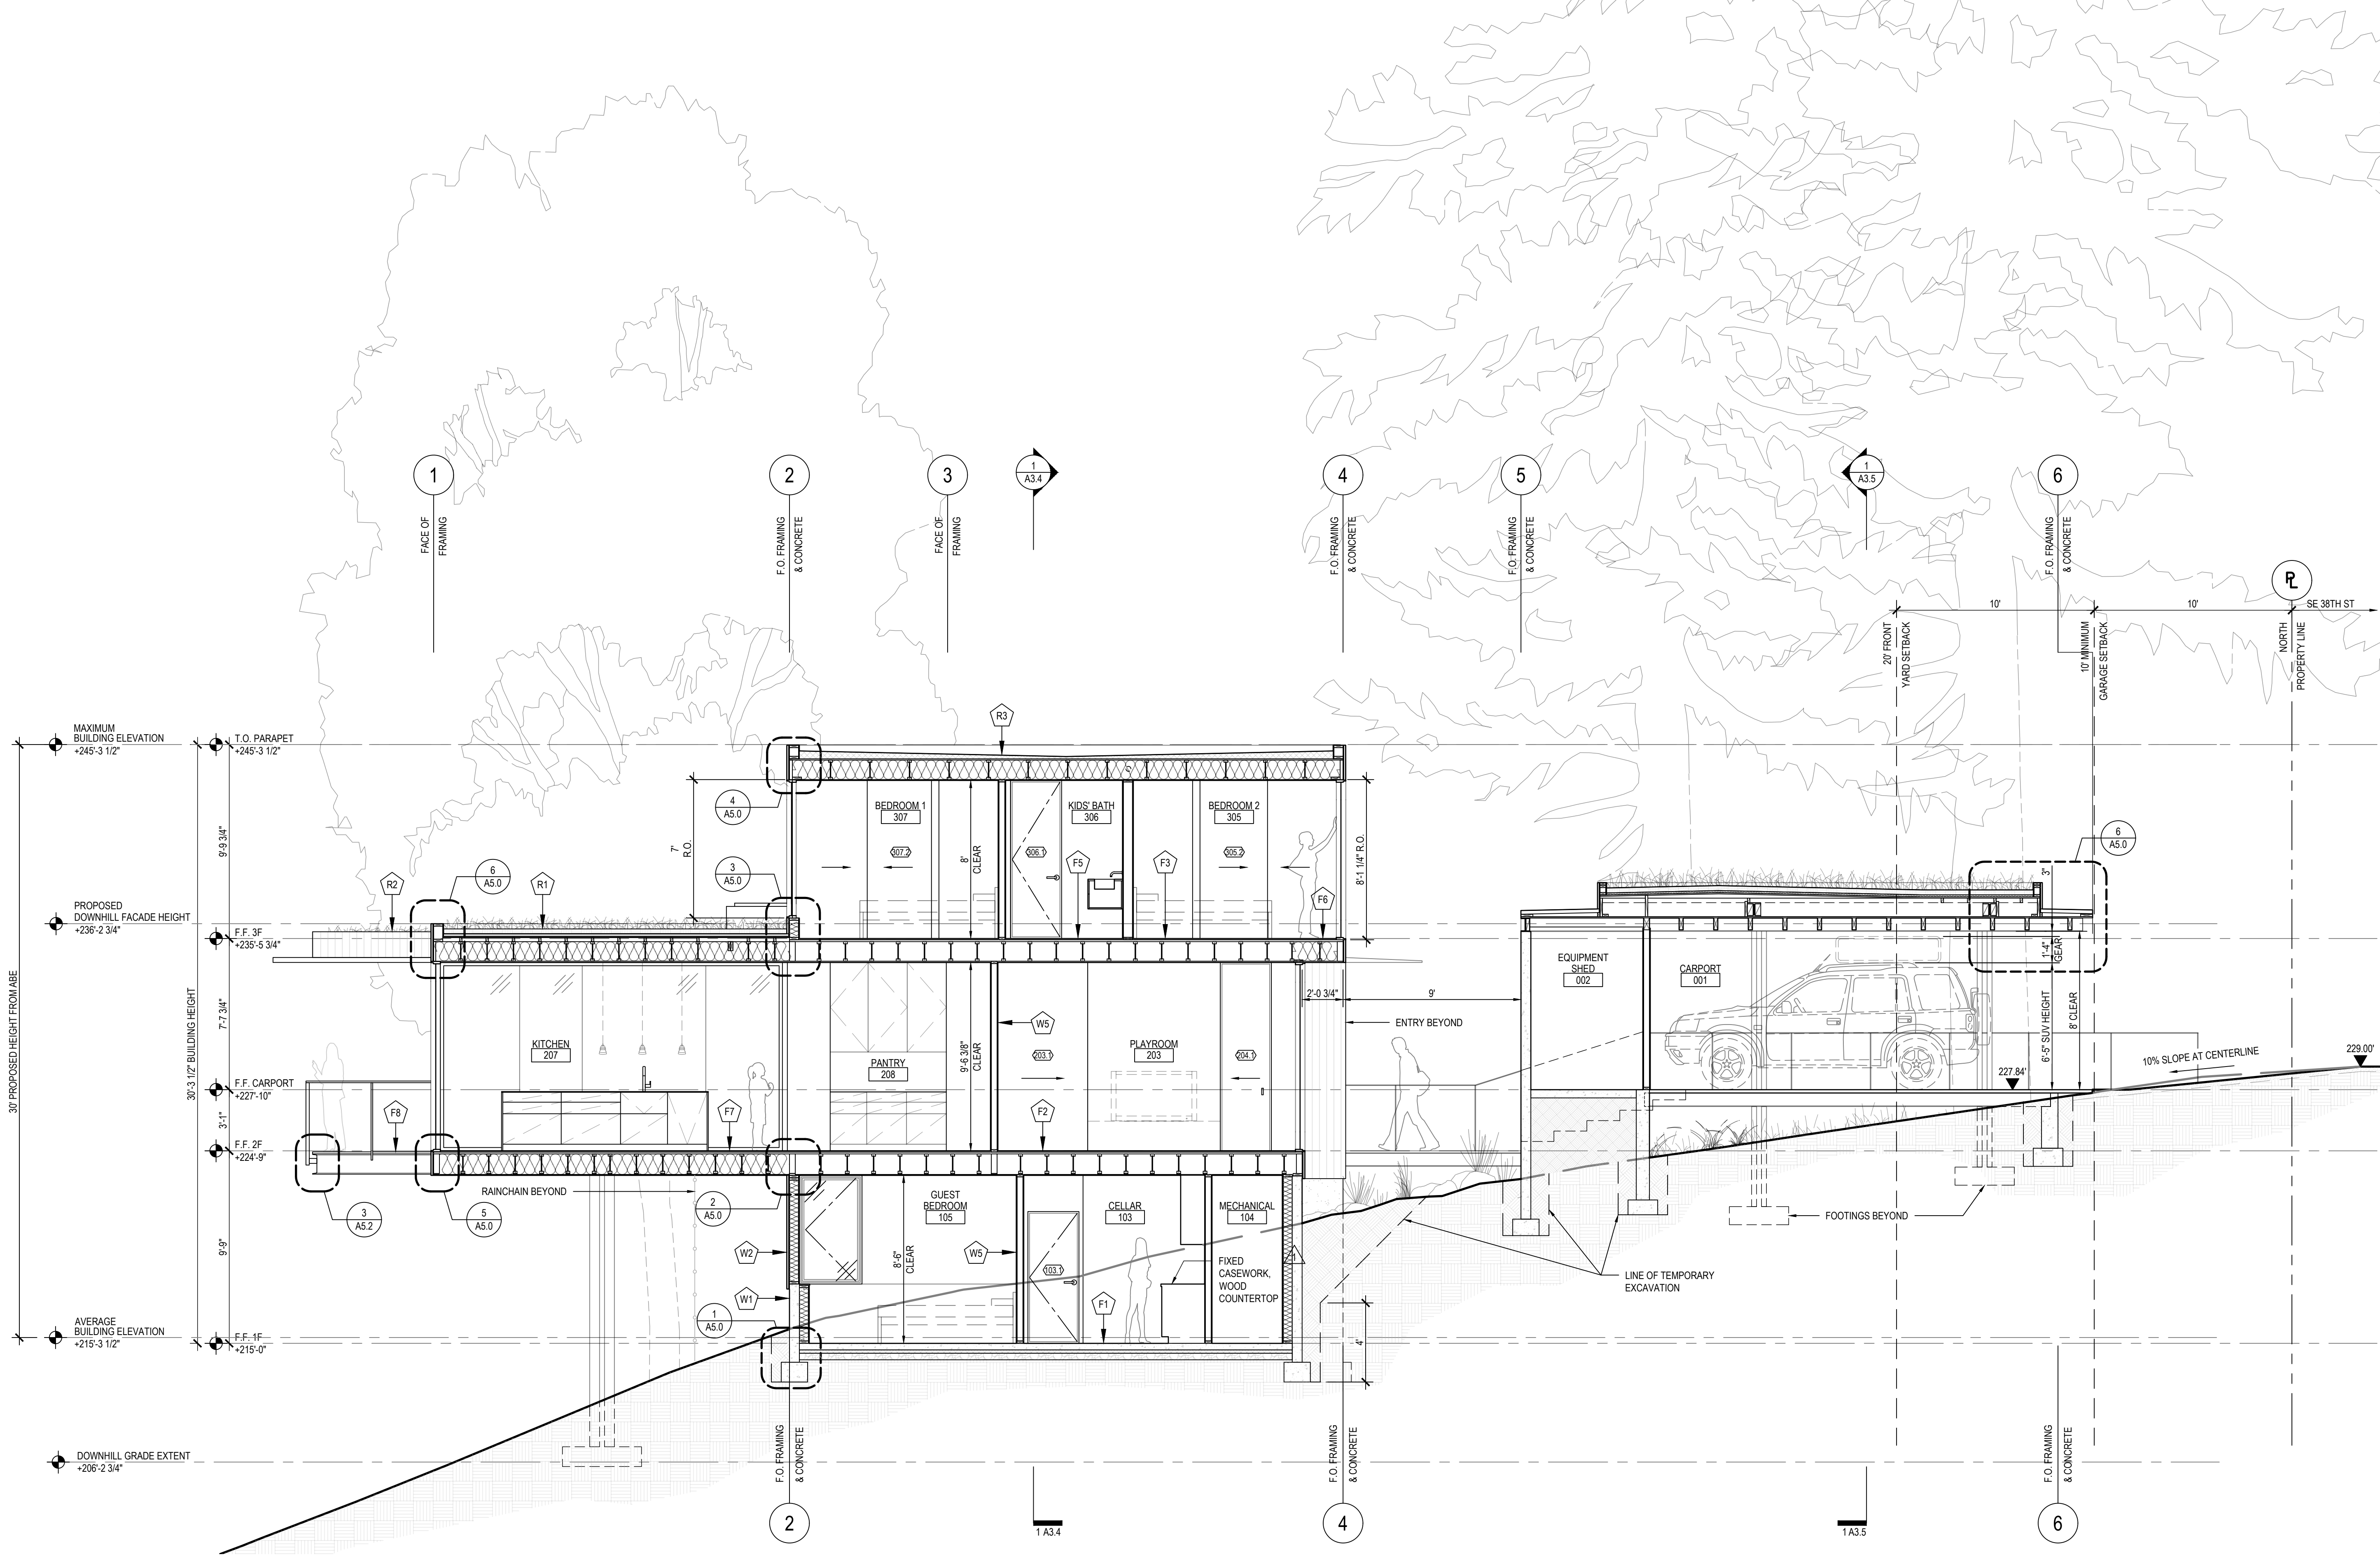 1
2
3
1
A3.4
4
5
1
A3.5
6
FACE OF
FRAMING
F.O. FRAMING
& CONCRETE
FACE OF
FRAMING
F.O. FRAMING
& CONCRETE
F.O. FRAMING
& CONCRETE
F.O. FRAMING
& CONCRETE
PL
10'
10'
SE 38TH ST
20' FRONT
YARD SETBACK
10' MINIMUM
GARAGE SETBACK
NORTH
PROPERTY LINE
MAXIMUM
BUILDING ELEVATION
+245'-3 1/2"
T.O. PARAPET
+245'-3 1/2"
R3
4
A5.0
7'
R.O.
BEDROOM 1
307
KIDS' BATH
306
BEDROOM 2
305
307.2
8'
CLEAR
306.1
F5
F3
305.2
F6
8'-1 1/4" R.O.
9'-9 3/4"
6
A5.0
3
A5.0
R2
R1
6
A5.0
3"
PROPOSED
DOWNHILL FACADE HEIGHT
+236'-2 3/4"
F.F. 3F
+235'-5 3/4"
EQUIPMENT
SHED
002
CARPORT
001
1'-4"
GEAR
30' PROPOSED HEIGHT FROM ABE
30'-3 1/2" BUILDING HEIGHT
7'-7 3/4"
2'-0 3/4"
9'
ENTRY BEYOND
KITCHEN
207
PANTRY
208
9'-6 3/8"
CLEAR
W5
203.1
PLAYROOM
203
204.1
6'-5" SUV HEIGHT
8' CLEAR
10% SLOPE AT CENTERLINE
229.00'
227.84'
F.F. CARPORT
+227'-10"
3'-1"
F8
F7
F2
F.F. 2F
+224'-9"
RAINCHAIN BEYOND
3
A5.2
5
A5.0
2
A5.0
GUEST
BEDROOM
105
CELLAR
103
MECHANICAL
104
FOOTINGS BEYOND
9'-9"
W2
8'-6"
CLEAR
W5
103.1
1
FIXED
CASEWORK,
WOOD
COUNTERTOP
LINE OF TEMPORARY
EXCAVATION
W1
F1
1
A5.0
4'
AVERAGE
BUILDING ELEVATION
+215'-3 1/2"
F.F. 1F
+215'-0"
DOWNHILL GRADE EXTENT
+206'-2 3/4"
F.O. FRAMING
& CONCRETE
F.O. FRAMING
& CONCRETE
F.O. FRAMING
& CONCRETE
2
1 A3.4
4
1 A3.5
6